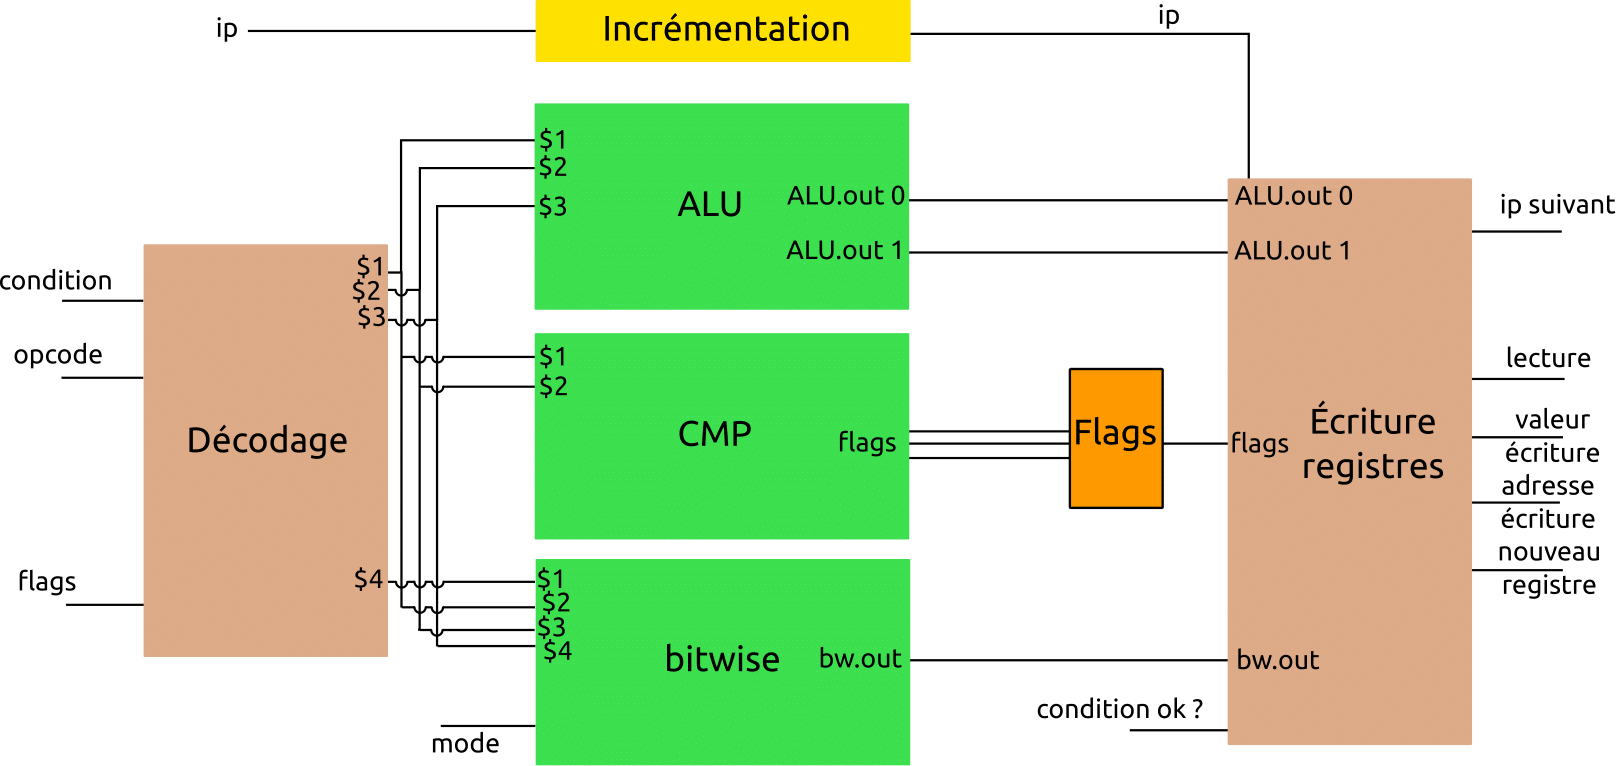 ip
Incrémentation
ip
condition
opcode
flags
Décodage
$1
$2
$3
$4
$1
$2
$3
ALU
ALU.out 0
ALU.out 1
$1
$2
CMP
flags
Flags
$1
$2
$3
$4
bitwise
bw.out
mode
ALU.out 0
ALU.out 1
flags
Écriture
registres
bw.out
condition ok ?
ip suivant
lecture
valeur
écriture
adresse
écriture
nouveau
registre